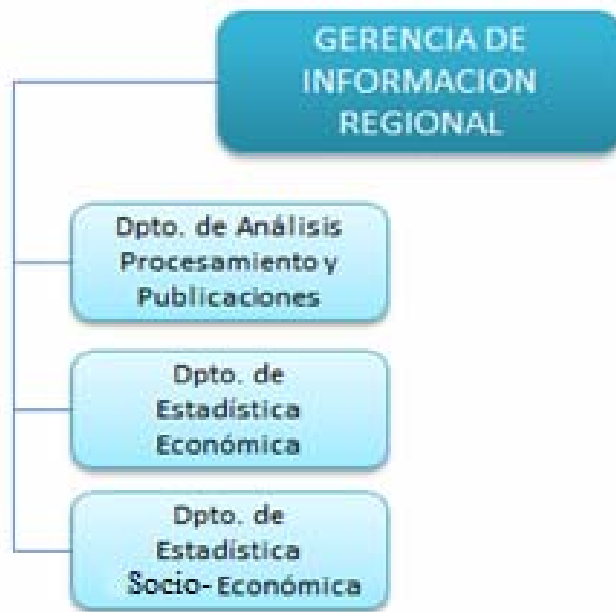 GERENCIA DE
INFORMACION
REGIONAL
Dpto. de Análisis
Procesamiento y
Publicaciones
Dpto. de
Estadística
Económica
Dpto. de
Estadística
Socio-Económica